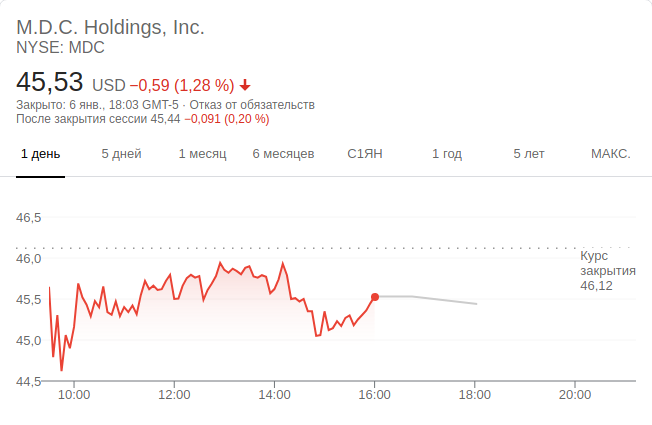 M.D.C. Holdings, Inc.
NYSE: MDC
45,53 USD −0,59 (1,28 %)
Закрыто: 6 янв., 18:03 GMT-5 · Отказ от обязательств
После закрытия сессии 45,44 −0,091 (0,20 %)
1 день 5 дней 1 месяц 6 месяцев С1ЯН 1 год 5 лет МАКС.
46,5
46,0
45,5
45,0
44,5
Курс
закрытия
46,12
10:00 12:00 14:00 16:00 18:00 20:00